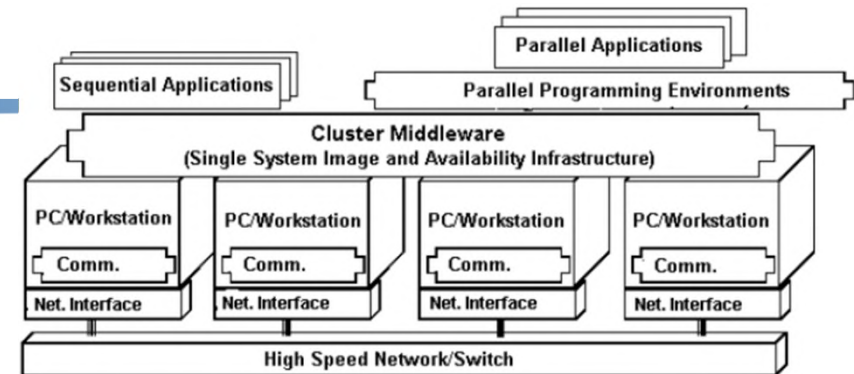 Parallel Applications
Sequential Applications
Parallel Programming Environments
Cluster Middleware
(Single System Image and Availability Infrastructure)
PC/Workstation
PC/Workstation
PC/Workstation
PC/Workstation
Comm.
Comm.
Comm.
Comm.
Net. Interface
Net. Interface
Net. Interface
Net. Interface
High Speed Network/Switch